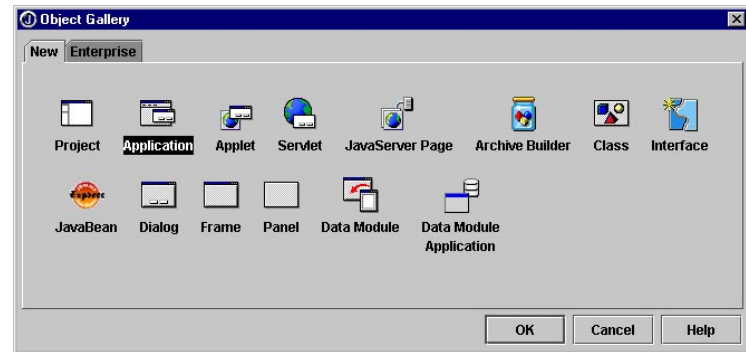 Object Gallery
New Enterprise
Project Application Applet Servlet JavaServer Page Archive Builder Class Interface
JavaBean Dialog Frame Panel Data Module Data Module
Application
OK Cancel Help